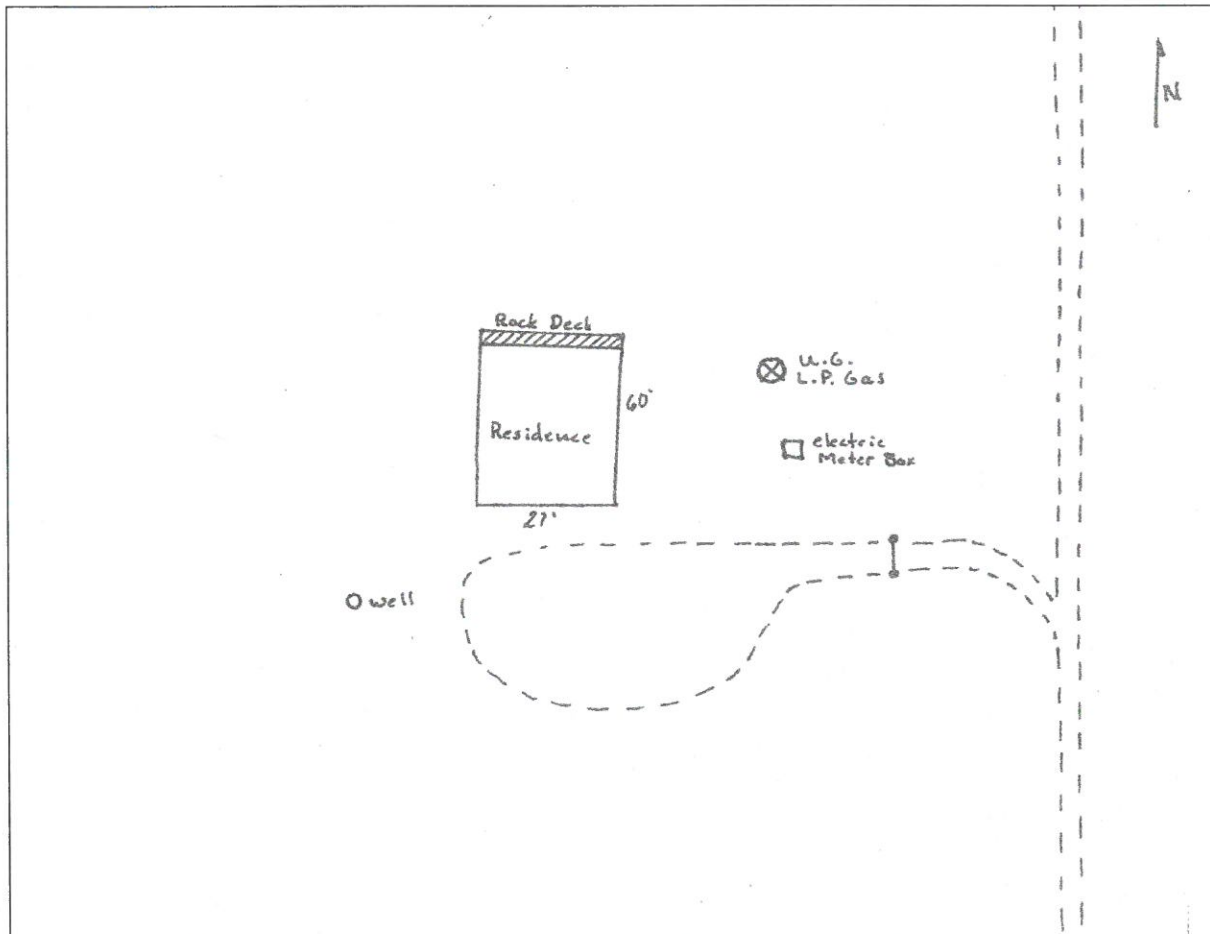 N
Rock Deck
U.G.
L.P. Gas
60'
Residence
electric
Meter Box
27'
well